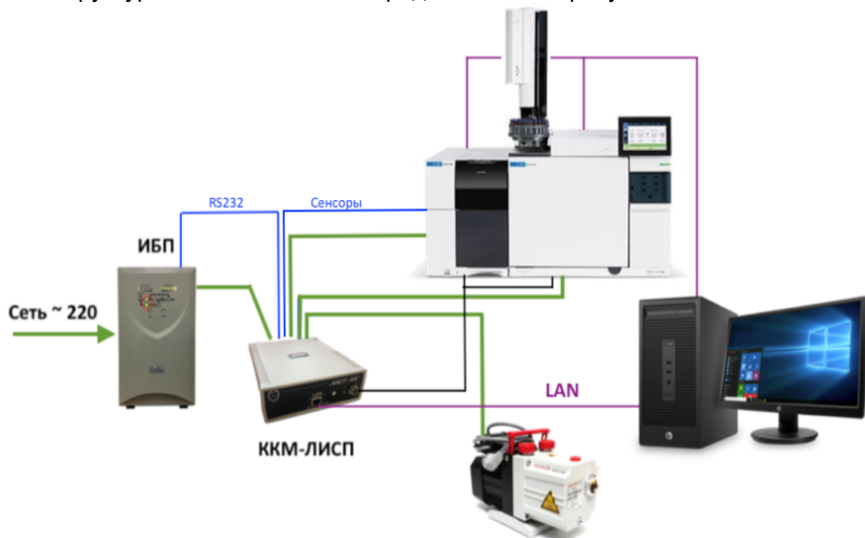 RS232
Сенсоры
ИБП
Сеть ~ 220
LAN
ККМ-ЛИСП